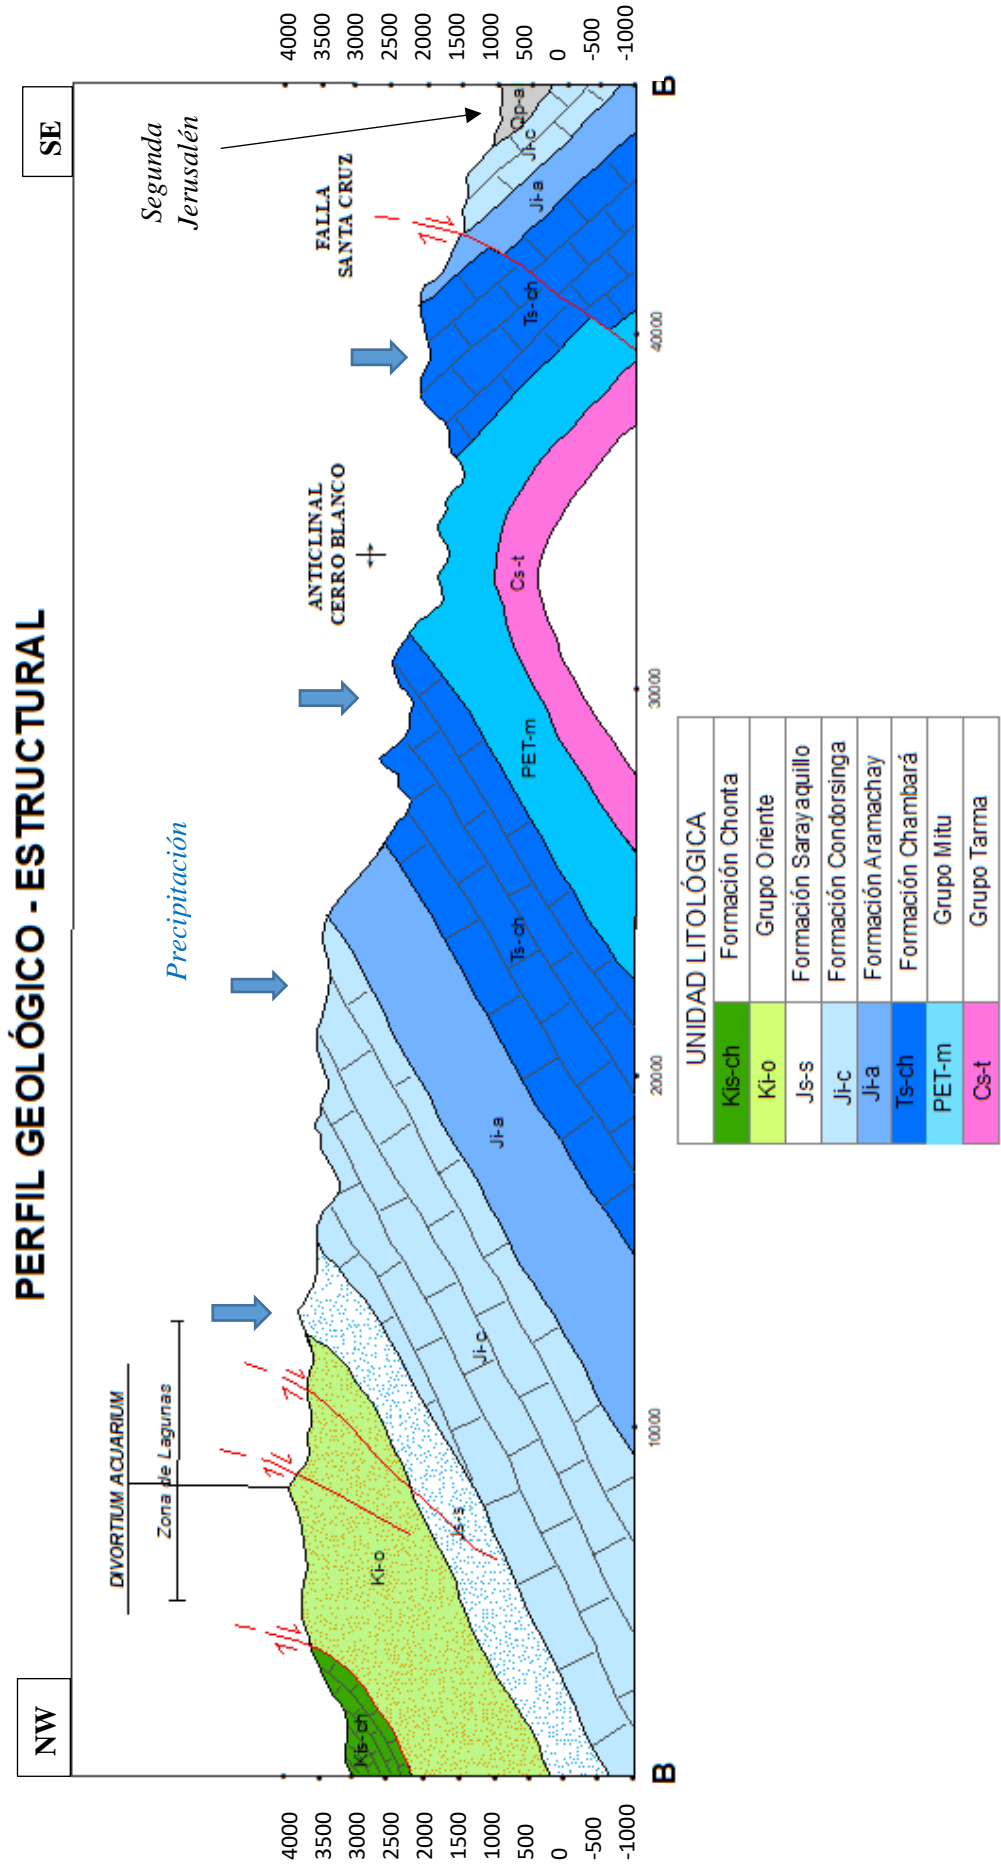 PERFIL GEOLÓGICO - ESTRUCTURAL
NW
SE
DIVORTIUM ACUARIUM
Zona de Lagunas
Precipitación
ANTICLINAL
CERRO BLANCO
FALLA
SANTA CRUZ
Segunda
Jerusalén
4000
3500
3000
2500
2000
1500
1000
500
0
-500
-1000
4000
3500
3000
2500
2000
1500
1000
500
0
-500
-1000
Kis-ch
Ki-o
Js-s
Ji-c
Ji-a
Ts-ch
PET-m
Cs-t
Ts-ch
Ji-a
Ji-c
Qp-a
B
10000
20000
30000
40000
B
UNIDAD LITOLÓGICA
Kis-ch Formación Chonta
Ki-o Grupo Oriente
Js-s Formación Sarayaquillo
Ji-c Formación Condorsinga
Ji-a Formación Aramachay
Ts-ch Formación Chambará
PET-m Grupo Mitu
Cs-t Grupo Tarma